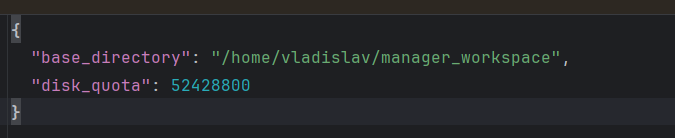 {
  "base_directory": "/home/vladislav/manager_workspace",
  "disk_quota": 52428800
}